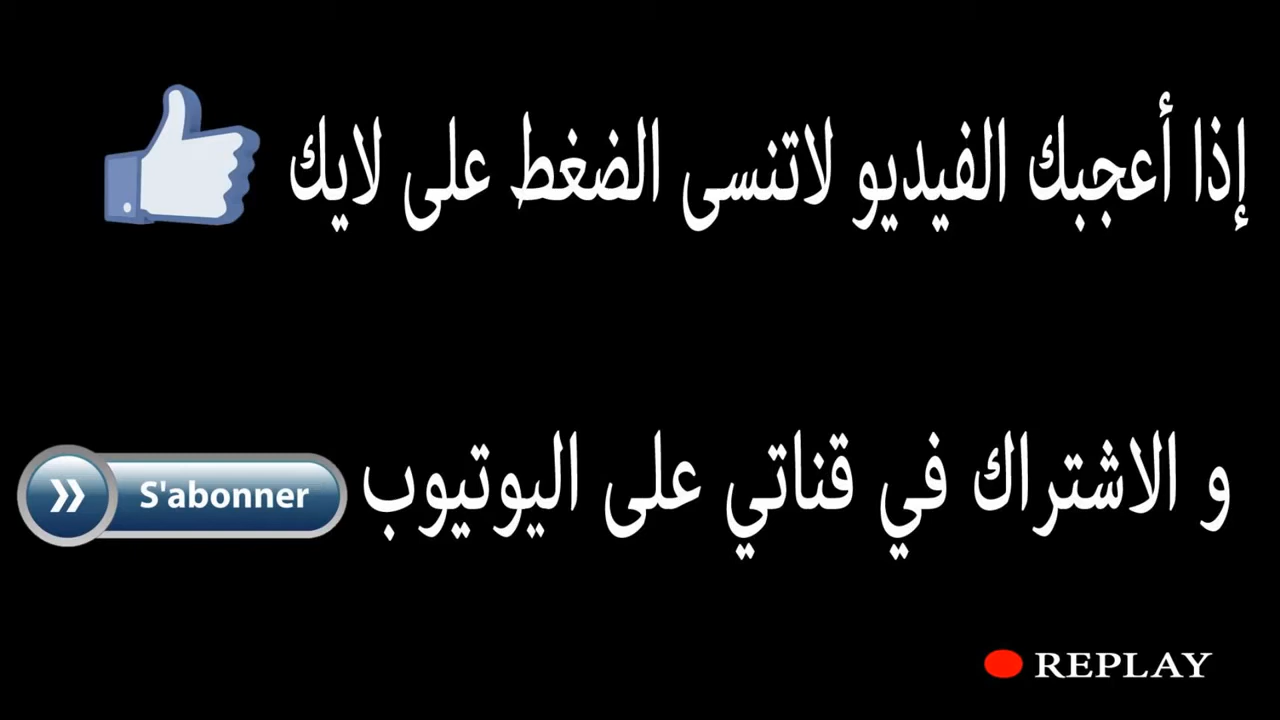 إذا أعجبك الفيديو لاتنسى الضغط على لايك
و الاشتراك في قناتي على اليوتيوب
S'abonner
REPLAY